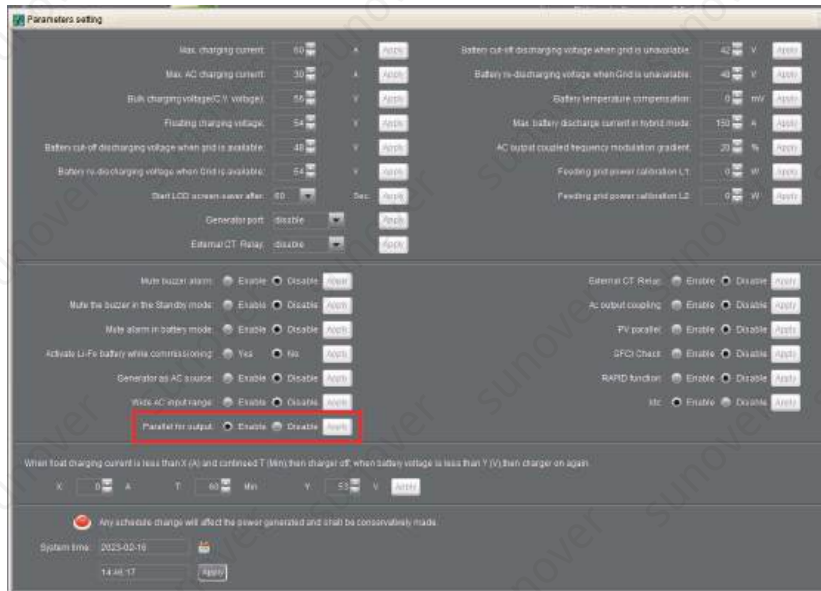 Parameters setting
Max. charging current: 60 A Apply
Max. AC charging current: 30 A Apply
Bulk charging voltage(C.V. voltage): 56 V Apply
Floating charging voltage: 54 V Apply
Battery cut-off discharging voltage when grid is available: 48 V Apply
Battery re-discharging voltage when Grid is available: 54 V Apply
Start LCD screen-saver after: 60 Sec. Apply
Generator port: disable Apply
External CT Relay: disable Apply
Battery cut-off discharging voltage when grid is unavailable: 42 V Apply
Battery re-discharging voltage when Grid is unavailable: 48 V Apply
Battery temperature compensation: 0 mV Apply
Max. battery discharge current in hybrid mode: 150 A Apply
AC output coupled frequency modulation gradient: 20 % Apply
Feeding grid power calibration L1: 0 W Apply
Feeding grid power calibration L2: 0 W Apply
Mute buzzer alarm: Enable Disable Apply
Mute the buzzer in the Standby mode: Enable Disable Apply
Mute alarm in battery mode: Enable Disable Apply
Activate Li-Fe battery while commissioning: Yes No Apply
Generator as AC source: Enable Disable Apply
Wide AC input range: Enable Disable Apply
Parallel for output: Enable Disable Apply
External CT Relay: Enable Disable Apply
Ac output coupling: Enable Disable Apply
PV parallel: Enable Disable Apply
GFCI Check: Enable Disable Apply
RAPID function: Enable Disable Apply
Enable Disable Apply
When float charging current is less than X (A) and continued T (Min),then charger off, when battery voltage is less than Y (V),then charger on again.
X: 0 A T: 60 Min Y: 53 V Apply
Any schedule change will affect the power generated and shall be conservatively made.
System time: 2023-02-16
14:46:17 Apply
sunover